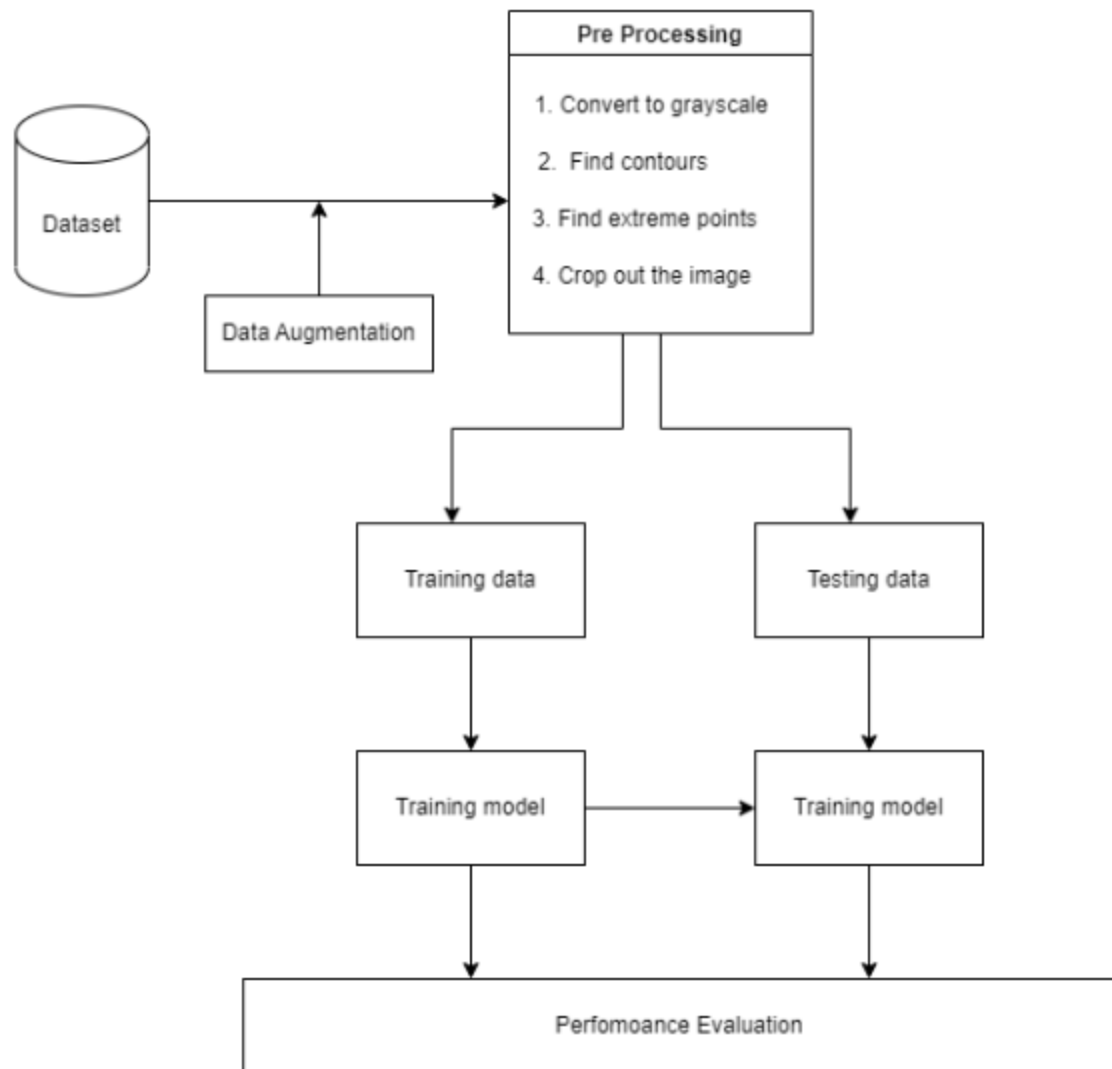 Pre Processing
1. Convert to grayscale
2. Find contours
3. Find extreme points
4. Crop out the image
Dataset
Data Augmentation
Training data
Testing data
Training model
Training model
Perfomoance Evaluation